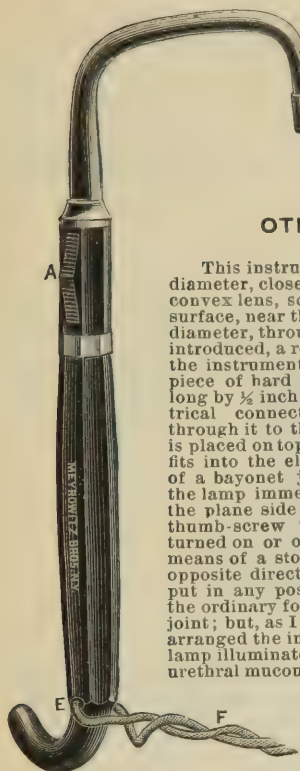 OT
A
This instru
diameter, close
convex lens, sc
surface, near th
diameter, throu
introduced, a r
the instrument
piece of hard
long by ½ inch
trical connect
through it to th
is placed on top
fits into the el
of a bayonet j
the lamp imme
the plane side
thumb-screw
turned on or o
means of a sto
opposite direct
put in any pos
the ordinary fo
joint; but, as I
arranged the in
lamp illuminate
urethral mucou
MEYROWITZ BROS. N.Y.
E
F